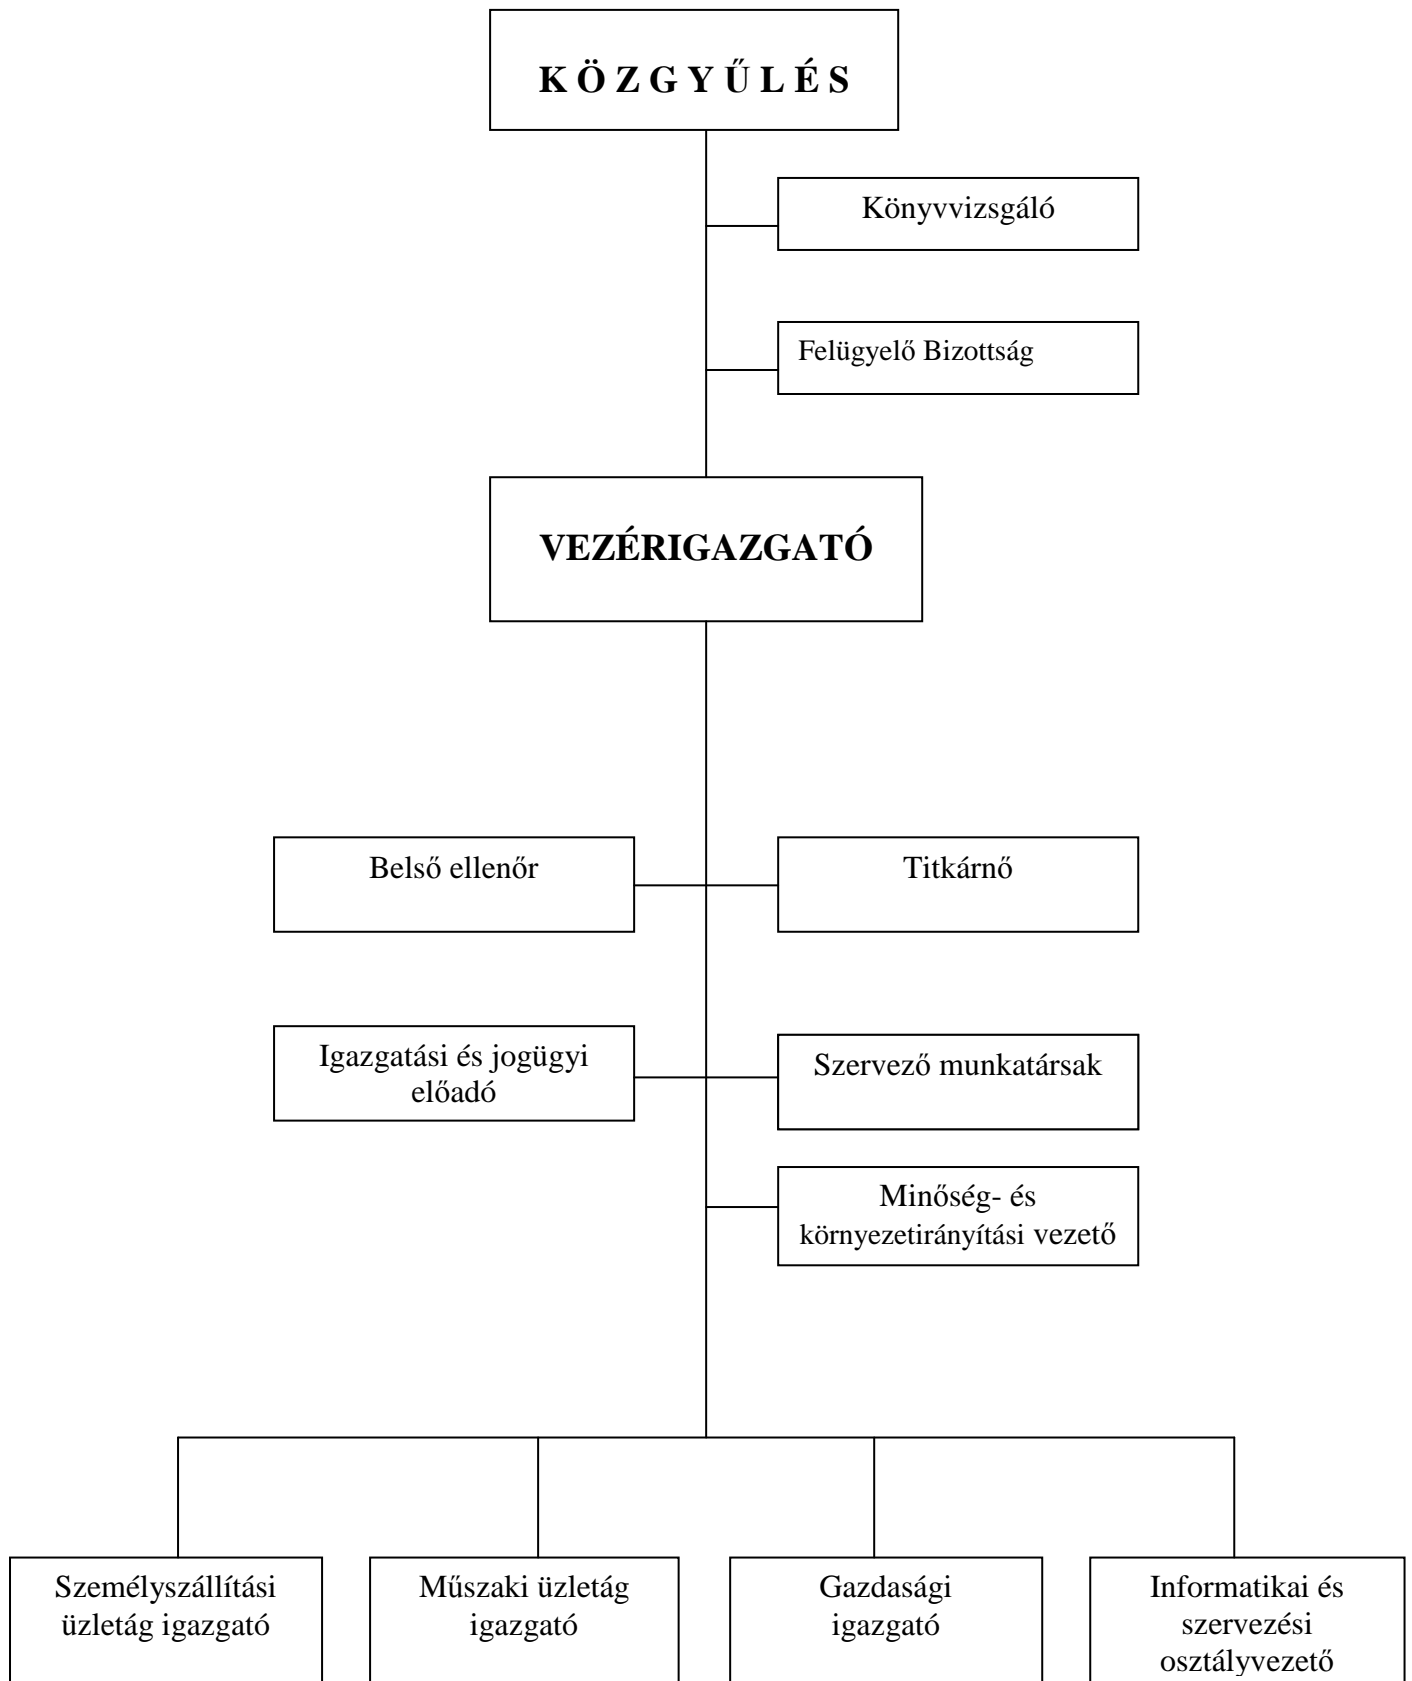 K Ö Z G Y Ű L É S
Könyvvizsgáló
Felügyelő Bizottság
VEZÉRIGAZGATÓ
Belső ellenőr
Titkárnő
Igazgatási és jogügyi
előadó
Szervező munkatársak
Minőség- és
környezetirányítási vezető
Személyszállítási
üzletág igazgató
Műszaki üzletág
igazgató
Gazdasági
igazgató
Informatikai és
szervezési
osztályvezető